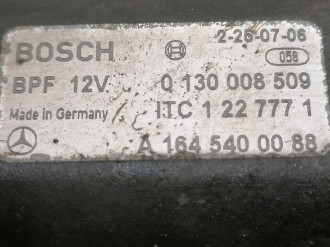 BOSCH 2-26-07-06
058
BPF 12V. 0 130 008 509
Made in Germany ITC 1 22 777 1
A 164 540 00 88